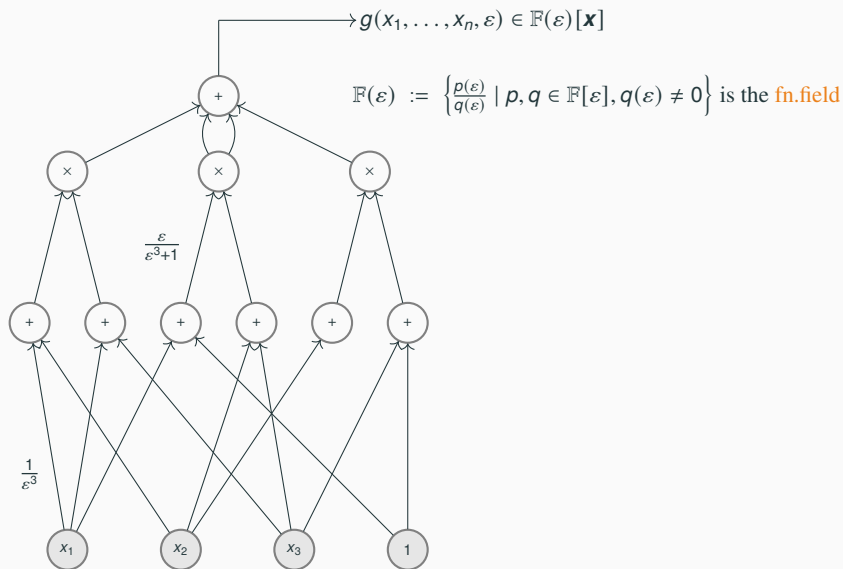 g(x₁, . . . , xₙ, ε) ∈ 𝔽(ε)[𝒙]
𝔽(ε) := {p(ε)/q(ε) | p, q ∈ 𝔽[ε], q(ε) ≠ 0} is the fn.field
+
× × ×
ε/(ε³+1)
+ + + + + +
1/ε³
x₁ x₂ x₃ 1